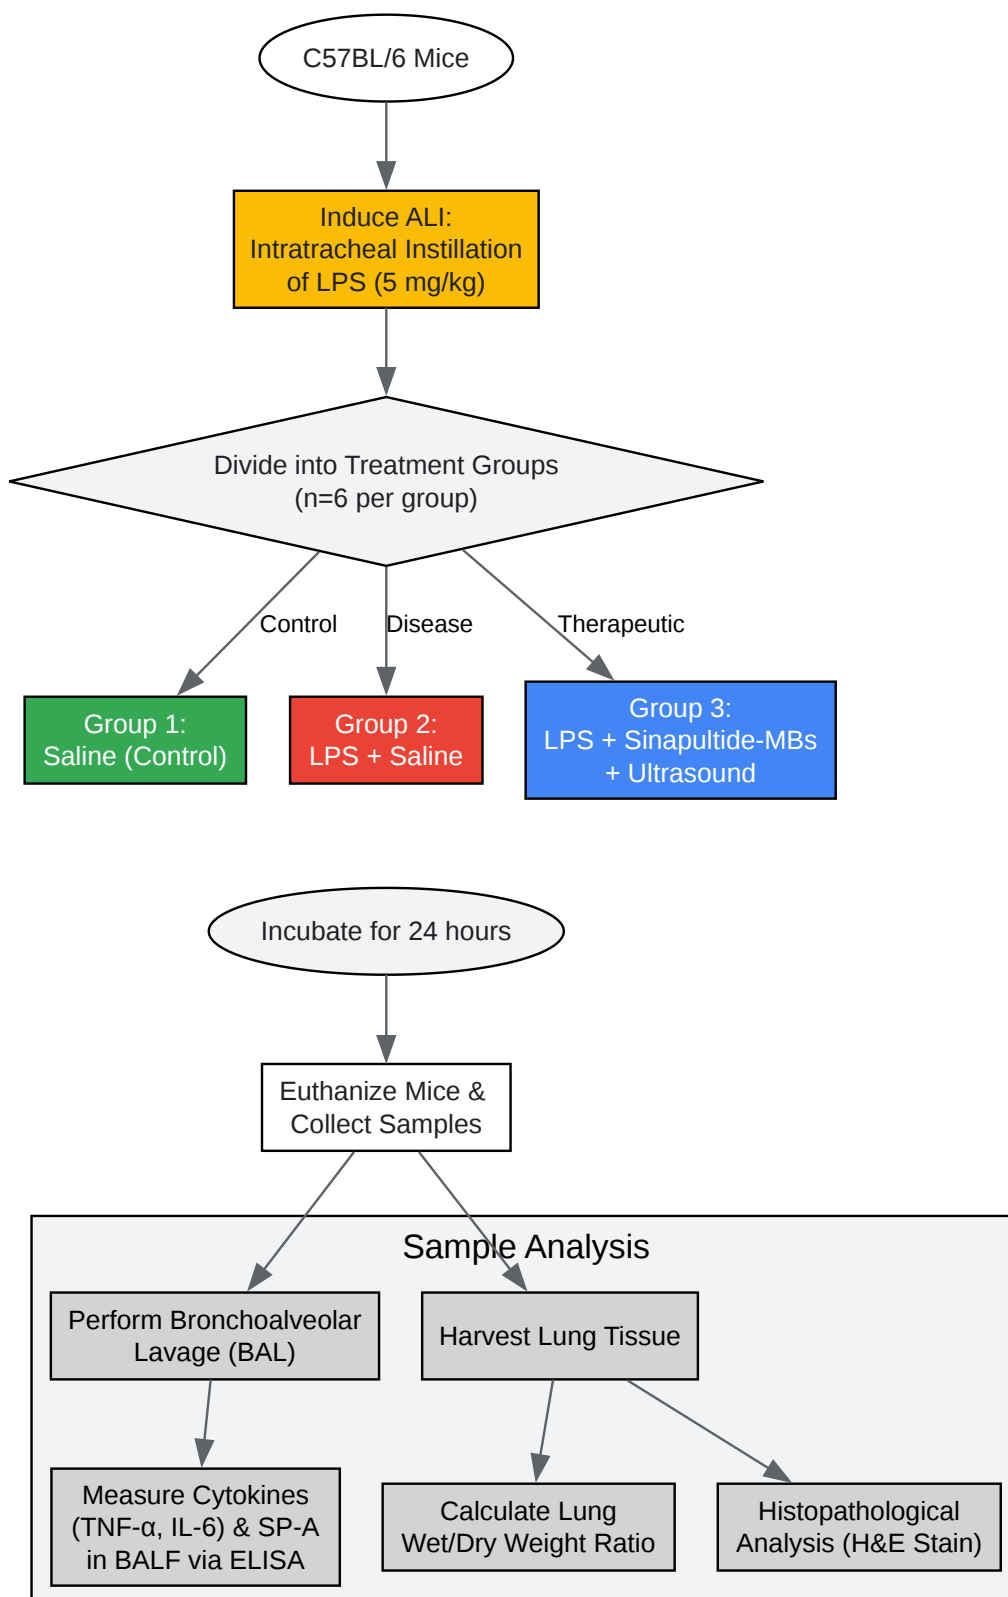 C57BL/6 Mice
Induce ALI:
Intratracheal Instillation
of LPS (5 mg/kg)
Divide into Treatment Groups
(n=6 per group)
Control
Disease
Therapeutic
Group 1:
Saline (Control)
Group 2:
LPS + Saline
Group 3:
LPS + Sinapultide-MBs
+ Ultrasound
Incubate for 24 hours
Euthanize Mice &
Collect Samples
Sample Analysis
Perform Bronchoalveolar
Lavage (BAL)
Harvest Lung Tissue
Measure Cytokines
(TNF-α, IL-6) & SP-A
in BALF via ELISA
Calculate Lung
Wet/Dry Weight Ratio
Histopathological
Analysis (H&E Stain)